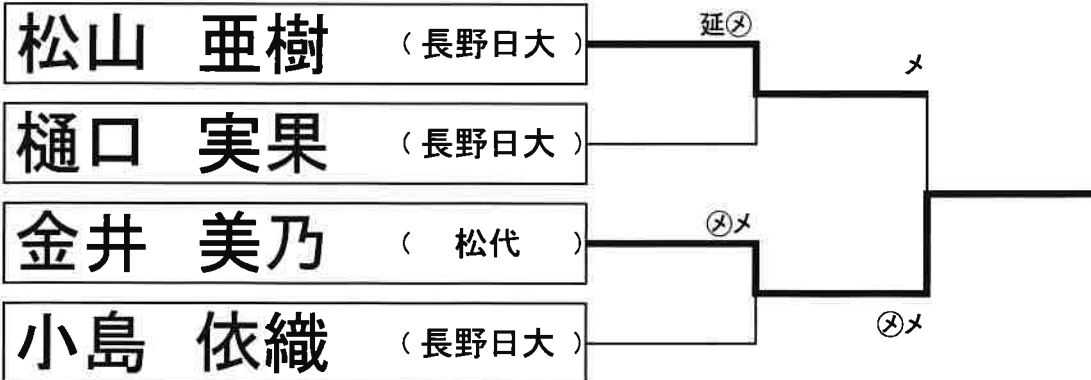 松山 亜樹 (長野日大)
延㋱
メ
樋口 実果 (長野日大)
金井 美乃 (松代)
㋱メ
㋱メ
小島 依織 (長野日大)